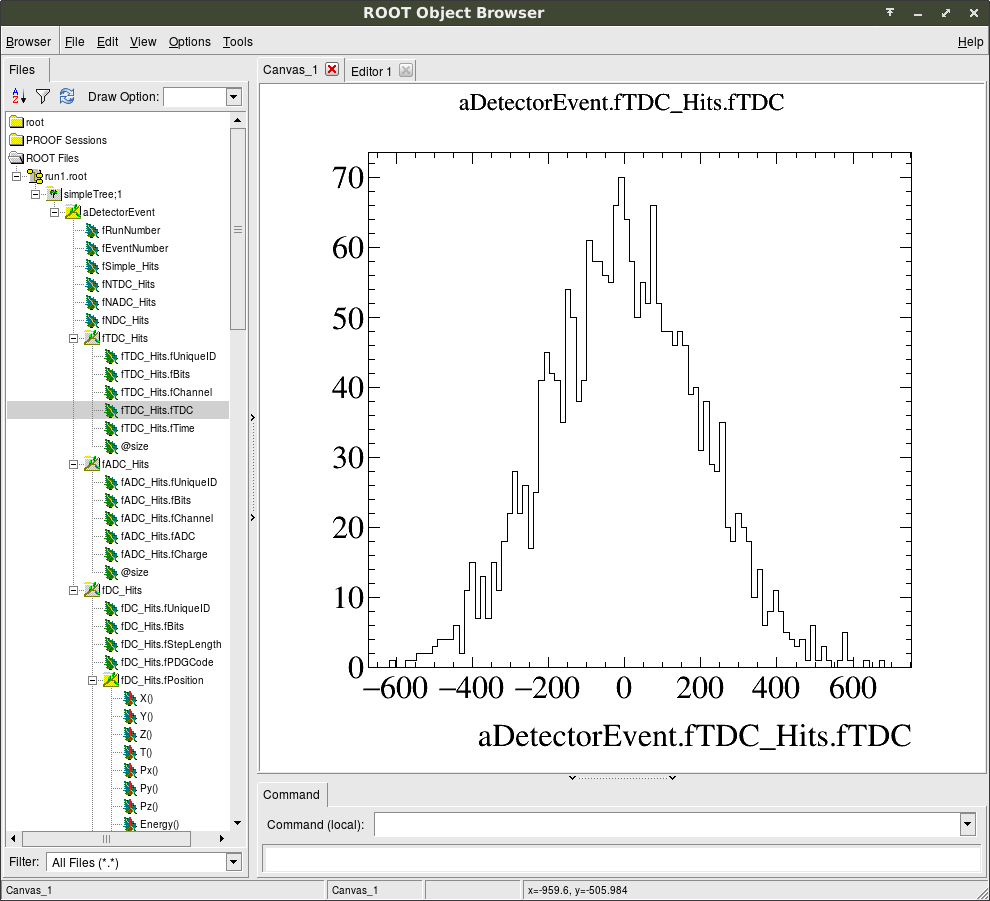 ROOT Object Browser
Browser File Edit View Options Tools Help
Files
Draw Option:
root
PROOF Sessions
ROOT Files
run1.root
simpleTree;1
aDetectorEvent
fRunNumber
fEventNumber
fSimple_Hits
fNTDC_Hits
fNADC_Hits
fNDC_Hits
fTDC_Hits
fTDC_Hits.fUniqueID
fTDC_Hits.fBits
fTDC_Hits.fChannel
fTDC_Hits.fTDC
fTDC_Hits.fTime
@size
fADC_Hits
fADC_Hits.fUniqueID
fADC_Hits.fBits
fADC_Hits.fChannel
fADC_Hits.fADC
fADC_Hits.fCharge
@size
fDC_Hits
fDC_Hits.fUniqueID
fDC_Hits.fBits
fDC_Hits.fStepLength
fDC_Hits.fPDGCode
fDC_Hits.fPosition
X()
Y()
Z()
T()
Px()
Py()
Pz()
Energy()
Filter: All Files (*.*)
Canvas_1 Editor 1
aDetectorEvent.fTDC_Hits.fTDC
70
60
50
40
30
20
10
0
−600 −400 −200 0 200 400 600
aDetectorEvent.fTDC_Hits.fTDC
Command
Command (local):
Canvas_1 Canvas_1 x=-959.6, y=-505.984